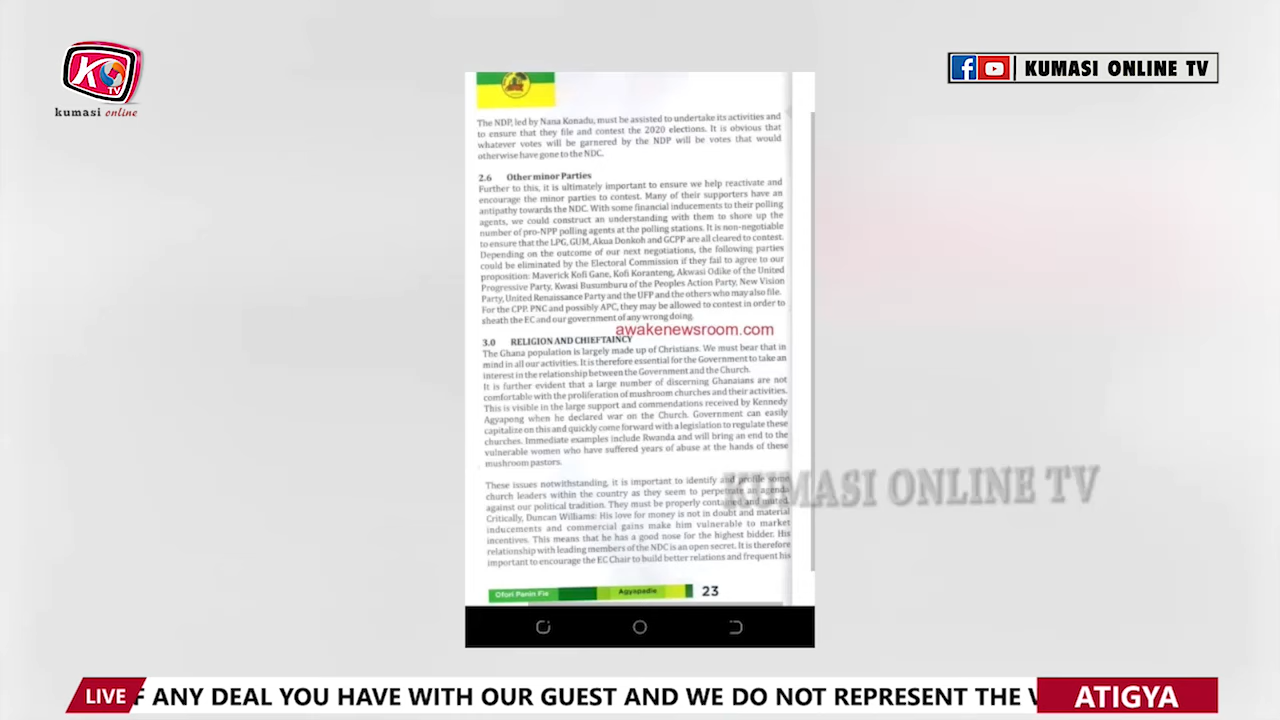 K
TV
kumasi online
f | KUMASI ONLINE TV
The NDP, led by Nana Konadu, must be assisted to undertake its activities and
to ensure that they file and contest the 2020 elections. It is obvious that
whatever votes will be garnered by the NDP will be votes that would
otherwise have gone to the NDC.
2.6 Other minor Parties
Further to this, it is ultimately important to ensure we help reactivate and
encourage the minor parties to contest. Many of their supporters have an
antipathy towards the NDC. With some financial inducements to their polling
agents, we could construct an understanding with them to shore up the
number of pro-NPP polling agents at the polling stations. It is non-negotiable
to ensure that the LPG, GUM, Akua Donkoh and GCPP are all cleared to contest.
Depending on the outcome of our next negotiations, the following parties
could be eliminated by the Electoral Commission if they fail to agree to our
proposition: Maverick Kofi Gane, Kofi Koranteng, Akwasi Odike of the United
Progressive Party, Kwasi Busumburu of the Peoples Action Party, New Vision
Party, United Renaissance Party and the UFP and the others who may also file.
For the CPP, PNC and possibly APC, they may be allowed to contest in order to
sheath the EC and our government of any wrong doing.
awakenewsroom.com
3.0 RELIGION AND CHIEFTAINCY
The Ghana population is largely made up of Christians. We must bear that in
mind in all our activities. It is therefore essential for the Government to take an
interest in the relationship between the Government and the Church.
It is further evident that a large number of discerning Ghanaians are not
comfortable with the proliferation of mushroom churches and their activities.
This is visible in the large support and commendations received by Kennedy
Agyapong when he declared war on the Church. Government can easily
capitalize on this and quickly come forward with a legislation to regulate these
churches. Immediate examples include Rwanda and will bring an end to the
vulnerable women who have suffered years of abuse at the hands of these
mushroom pastors.
These issues notwithstanding, it is important to identify and profile some
church leaders within the country as they seem to perpetrate an agenda
against our political tradition. They must be properly contained and muted.
Critically, Duncan Williams: His love for money is not in doubt and material
inducements and commercial gains make him vulnerable to market
incentives. This means that he has a good nose for the highest bidder. His
relationship with leading members of the NDC is an open secret. It is therefore
important to encourage the EC Chair to build better relations and frequent his
KUMASI ONLINE TV
Ofori Panin Fie Agyapadie 23
LIVE F ANY DEAL YOU HAVE WITH OUR GUEST AND WE DO NOT REPRESENT THE V ATIGYA